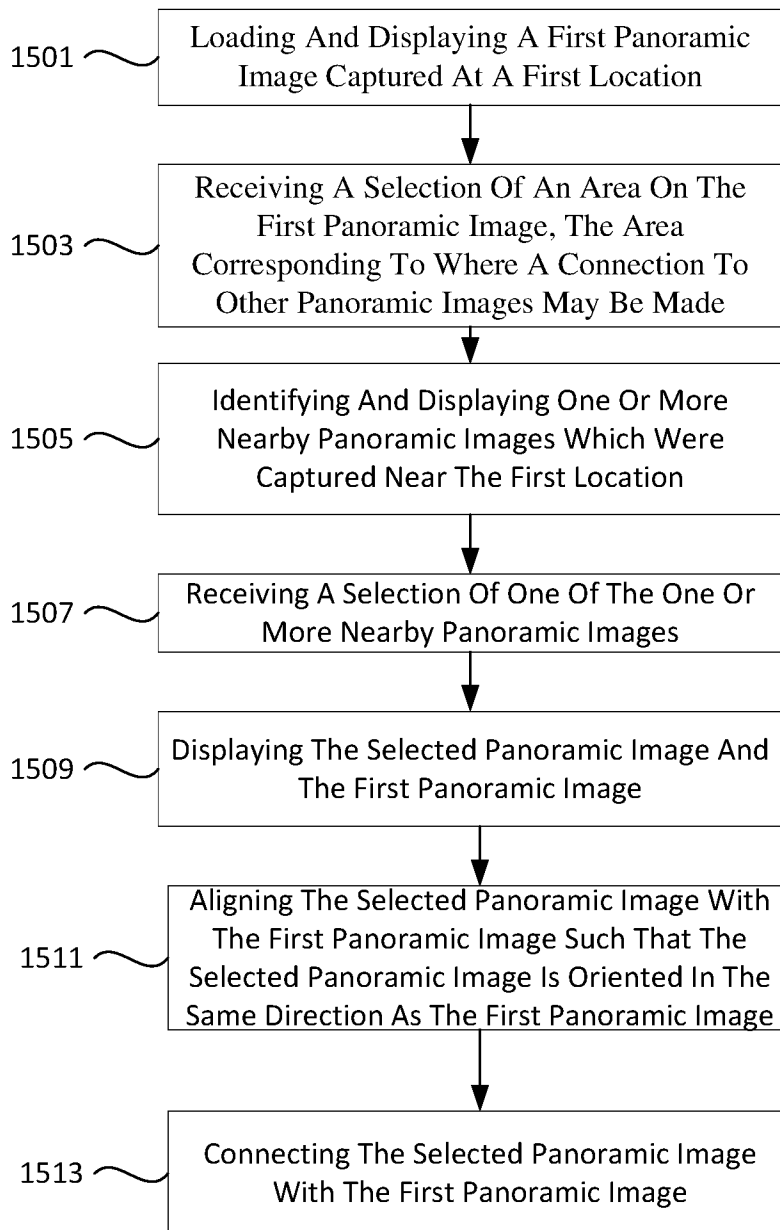 1501
Loading And Displaying A First Panoramic
Image Captured At A First Location
1503
Receiving A Selection Of An Area On The
First Panoramic Image, The Area
Corresponding To Where A Connection To
Other Panoramic Images May Be Made
1505
Identifying And Displaying One Or More
Nearby Panoramic Images Which Were
Captured Near The First Location
1507
Receiving A Selection Of One Of The One Or
More Nearby Panoramic Images
1509
Displaying The Selected Panoramic Image And
The First Panoramic Image
1511
Aligning The Selected Panoramic Image With
The First Panoramic Image Such That The
Selected Panoramic Image Is Oriented In The
Same Direction As The First Panoramic Image
1513
Connecting The Selected Panoramic Image
With The First Panoramic Image